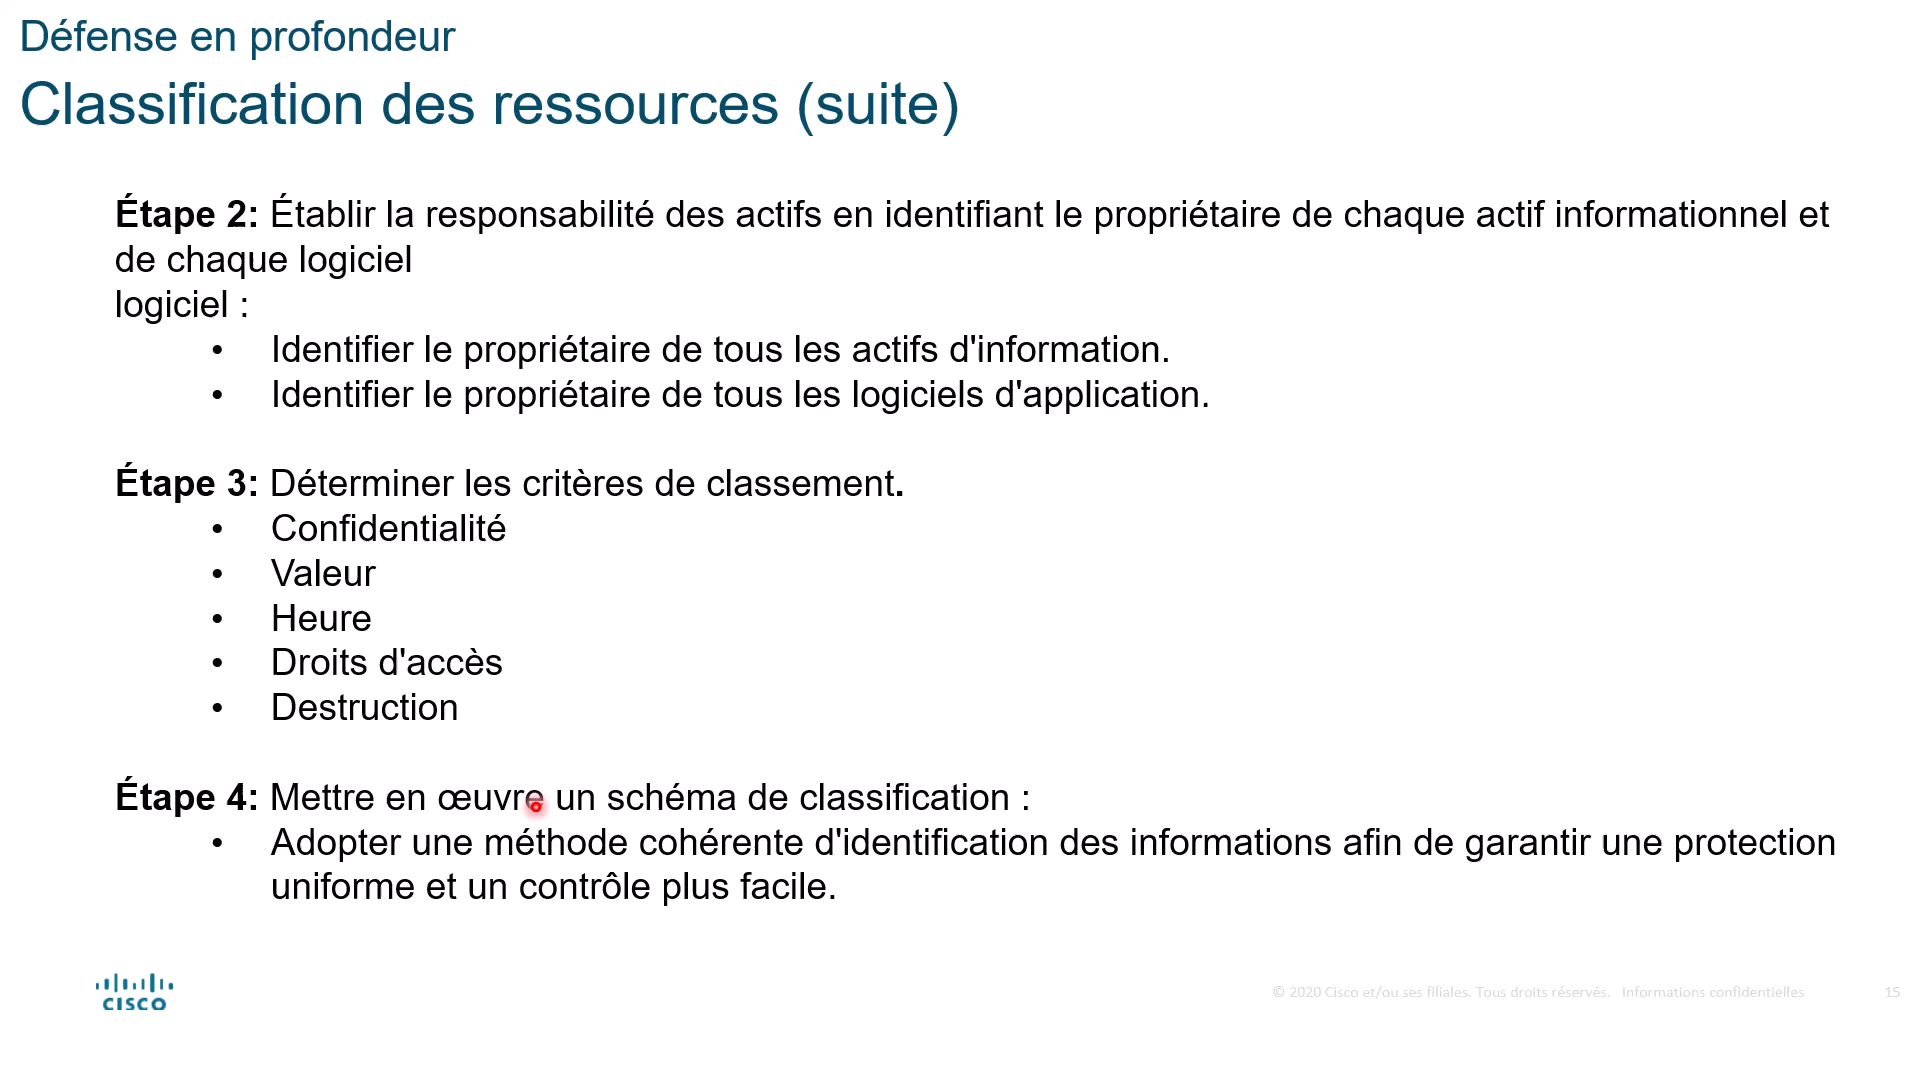 Défense en profondeur
Classification des ressources (suite)
Étape 2: Établir la responsabilité des actifs en identifiant le propriétaire de chaque actif informationnel et
de chaque logiciel
logiciel :
• Identifier le propriétaire de tous les actifs d'information.
• Identifier le propriétaire de tous les logiciels d'application.
Étape 3: Déterminer les critères de classement.
• Confidentialité
• Valeur
• Heure
• Droits d'accès
• Destruction
Étape 4: Mettre en œuvre un schéma de classification :
• Adopter une méthode cohérente d'identification des informations afin de garantir une protection
uniforme et un contrôle plus facile.
CISCO
© 2020 Cisco et/ou ses filiales. Tous droits réservés. Informations confidentielles 15